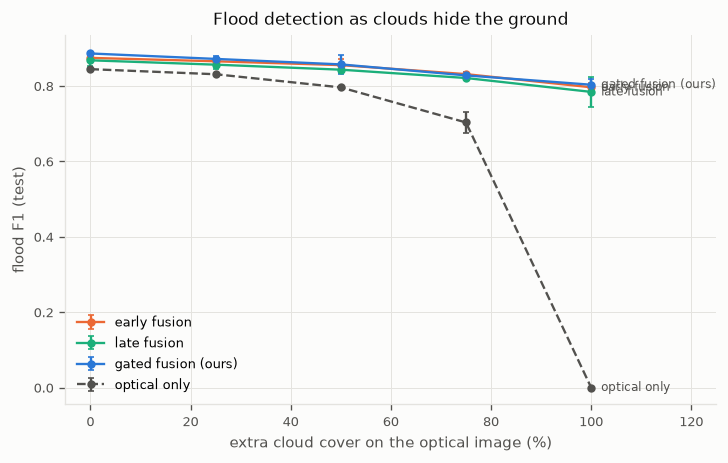 Flood detection as clouds hide the ground
flood F1 (test)
0.8
0.6
0.4
0.2
0.0
gated fusion (ours)
late fusion
optical only
early fusion
late fusion
gated fusion (ours)
optical only
0
20
40
60
80
100
120
extra cloud cover on the optical image (%)